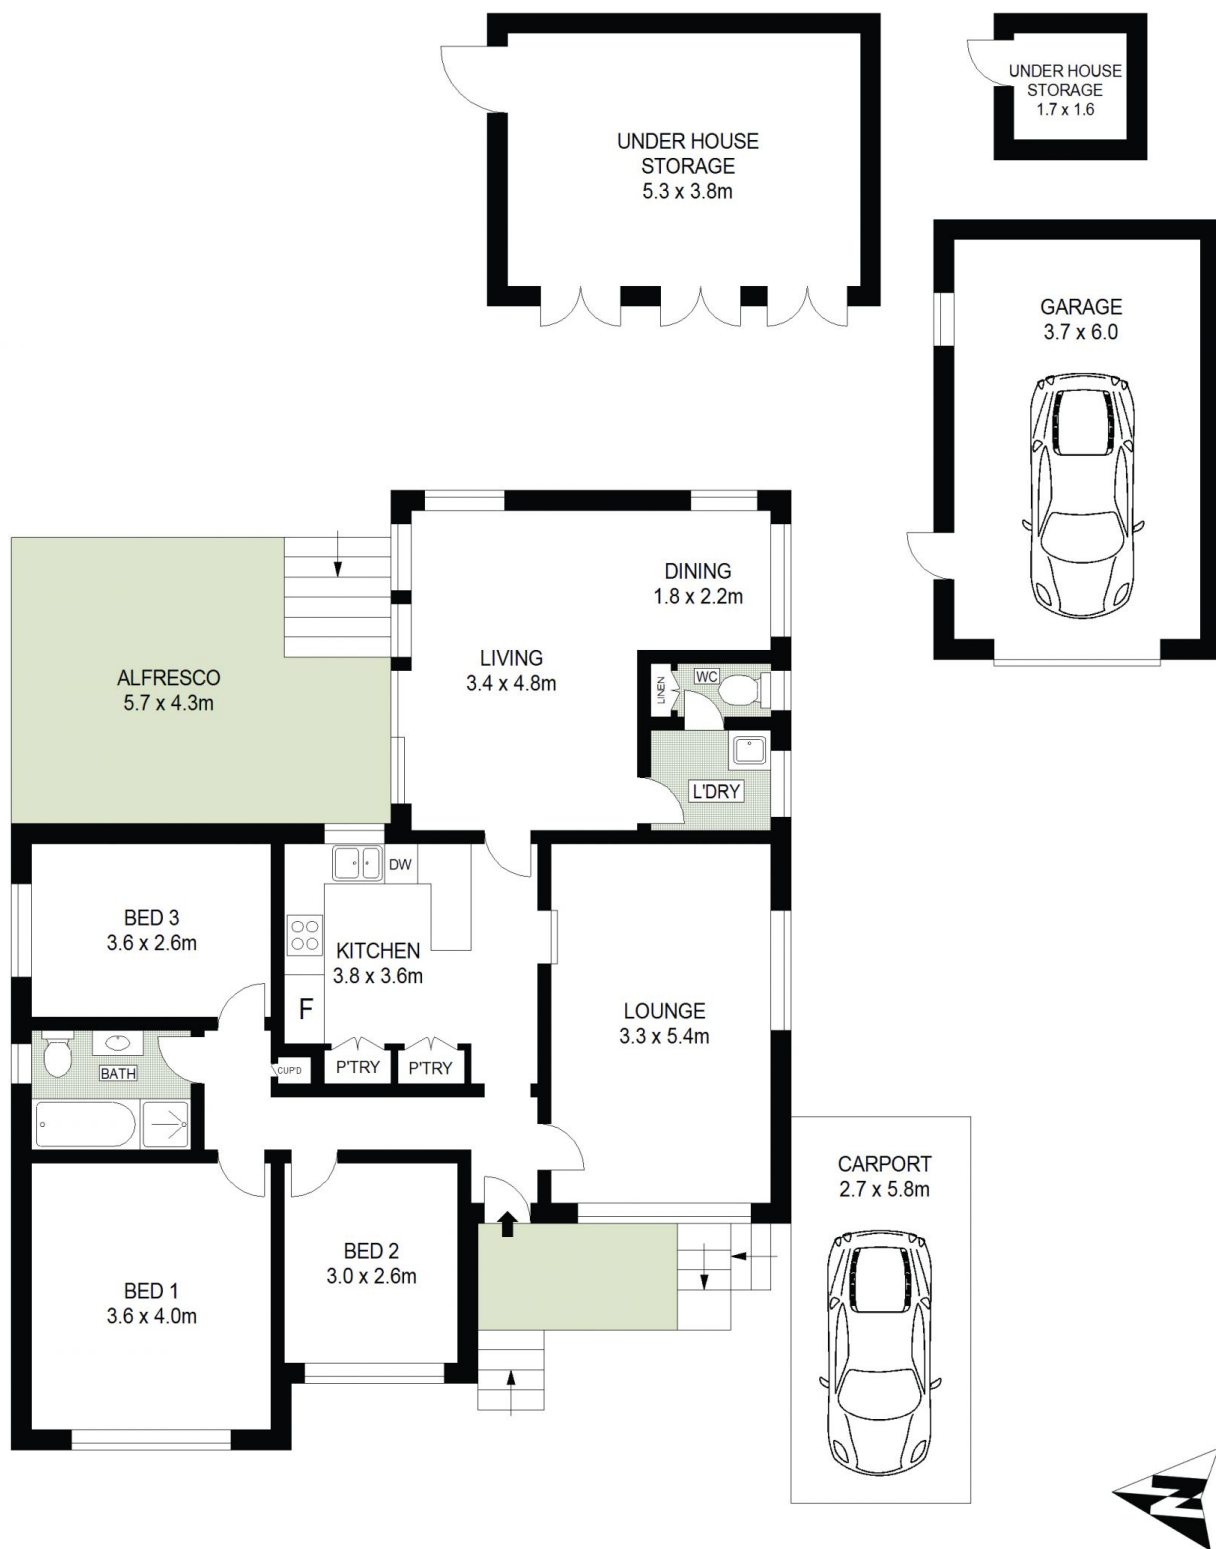 UNDER HOUSE
STORAGE
5.3 x 3.8m
UNDER HOUSE
STORAGE
1.7 x 1.6
GARAGE
3.7 x 6.0
DINING
1.8 x 2.2m
LIVING
3.4 x 4.8m
ALFRESCO
5.7 x 4.3m
LINEN
WC
L'DRY
DW
BED 3
3.6 x 2.6m
KITCHEN
3.8 x 3.6m
F
LOUNGE
3.3 x 5.4m
BATH
CUP'D
P'TRY
P'TRY
CARPORT
2.7 x 5.8m
BED 2
3.0 x 2.6m
BED 1
3.6 x 4.0m
N